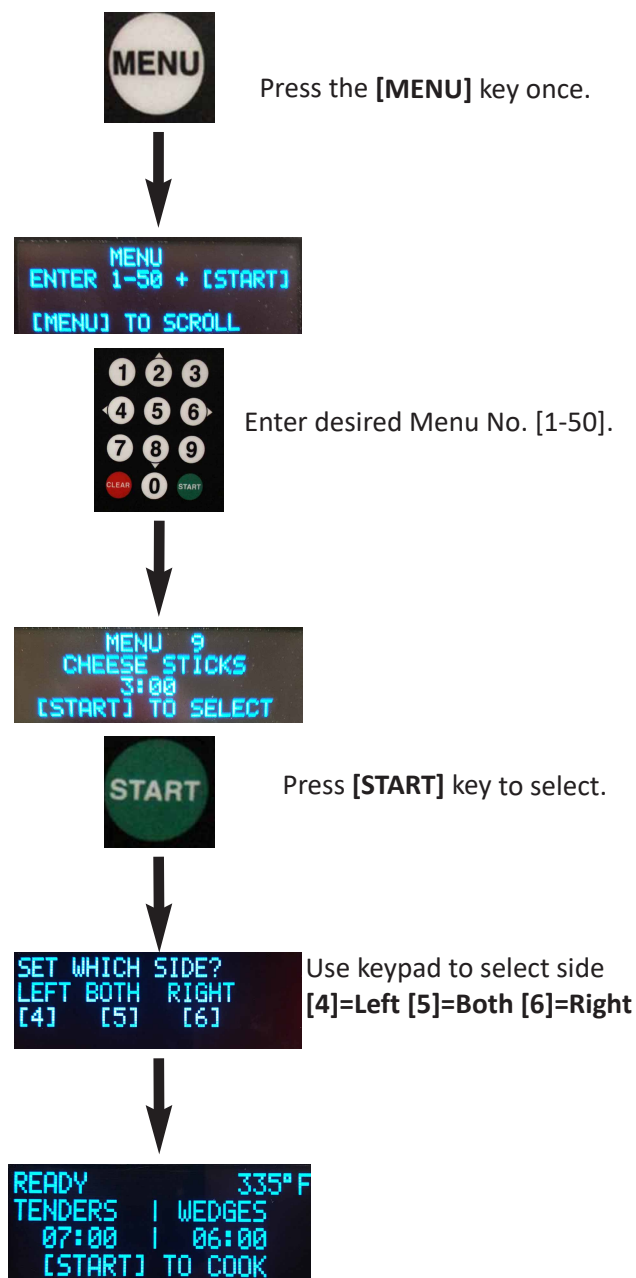 MENU
Press the [MENU] key once.
MENU
ENTER 1-50 + [START]
[MENU] TO SCROLL
1 2 3
4 5 6
7 8 9
CLEAR 0 START
Enter desired Menu No. [1-50].
MENU 9
CHEESE STICKS
3:00
[START] TO SELECT
START
Press [START] key to select.
SET WHICH SIDE?
LEFT BOTH RIGHT
[4] [5] [6]
Use keypad to select side
[4]=Left [5]=Both [6]=Right
READY 335°F
TENDERS | WEDGES
07:00 | 06:00
[START] TO COOK